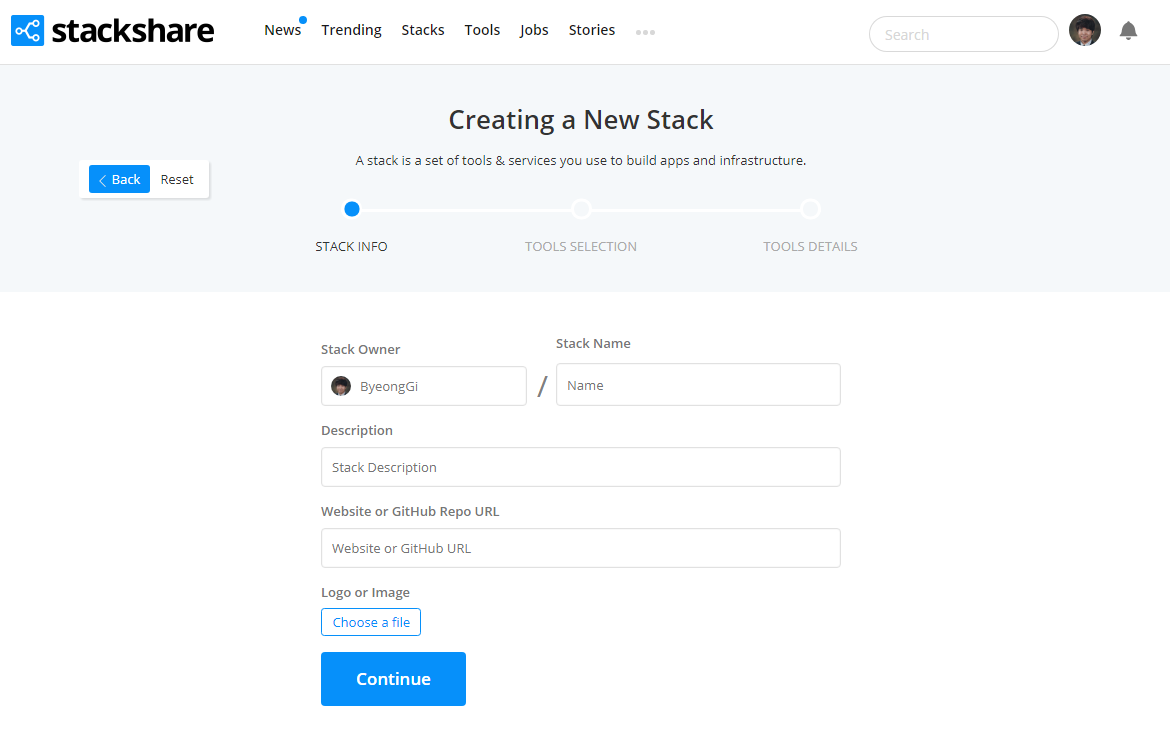 stackshare
News Trending Stacks Tools Jobs Stories
Search
Creating a New Stack
A stack is a set of tools & services you use to build apps and infrastructure.
Back Reset
STACK INFO TOOLS SELECTION TOOLS DETAILS
Stack Owner Stack Name
ByeongGi / Name
Description
Stack Description
Website or GitHub Repo URL
Website or GitHub URL
Logo or Image
Choose a file
Continue